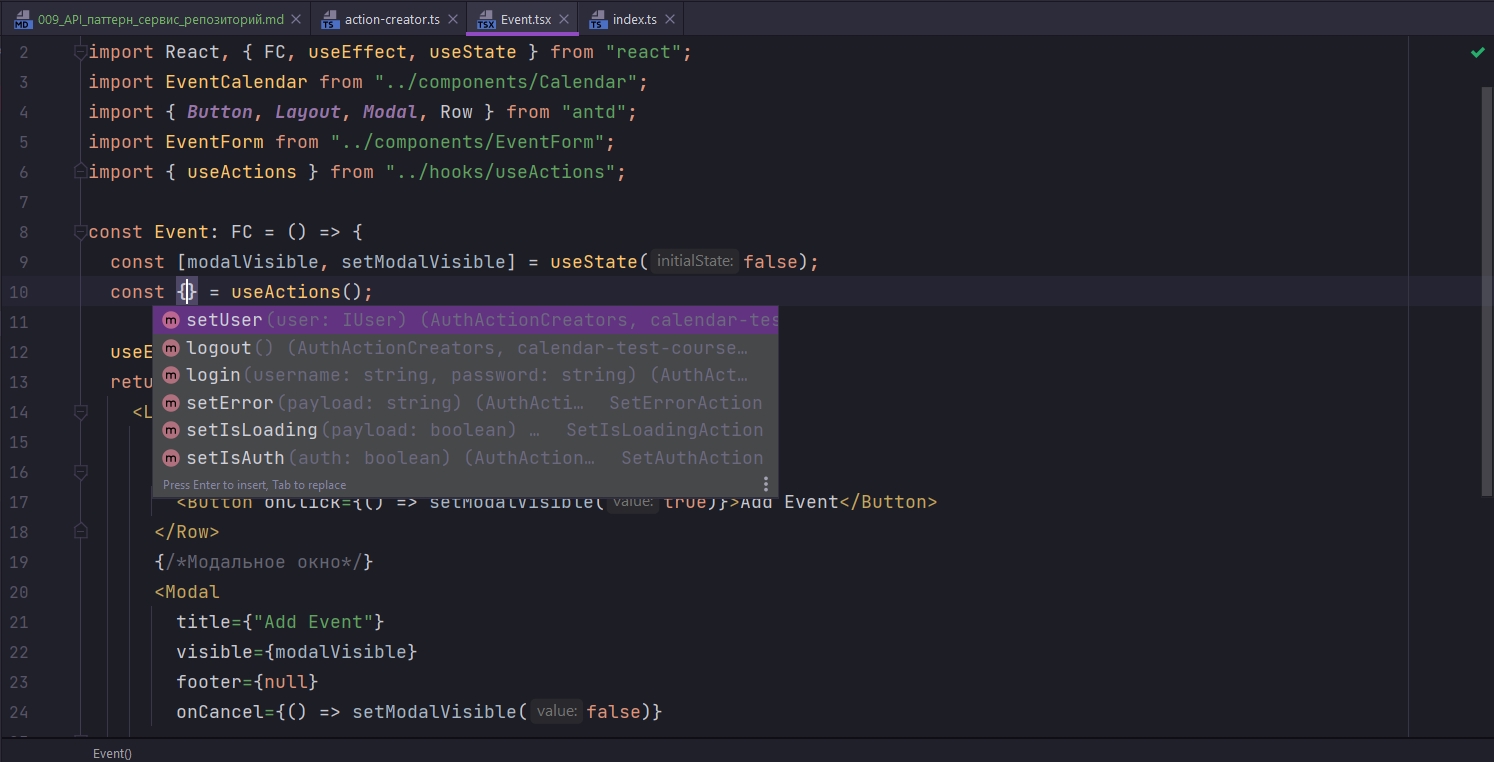 MD 009_API_паттерн_сервис_репозиторий.md TS action-creator.ts TSX Event.tsx TS index.ts
2 import React, { FC, useEffect, useState } from "react";
3 import EventCalendar from "../components/Calendar";
4 import { Button, Layout, Modal, Row } from "antd";
5 import EventForm from "../components/EventForm";
6 import { useActions } from "../hooks/useActions";
7
8 const Event: FC = () => {
9 const [modalVisible, setModalVisible] = useState( initialState: false);
10 const {} = useActions();
11 setUser(user: IUser) (AuthActionCreators, calendar-tes
logout() (AuthActionCreators, calendar-test-course…
12 useE
login(username: string, password: string) (AuthAct…
13 retu
setError(payload: string) (AuthActi… SetErrorAction
14 <L
setIsLoading(payload: boolean) … SetIsLoadingAction
15
setIsAuth(auth: boolean) (AuthAction… SetAuthAction
16
Press Enter to insert, Tab to replace
17 <Button onClick={() => setModalVisible( value: true)}>Add Event</Button>
18 </Row>
19 {/*Модальное окно*/}
20 <Modal
21 title={"Add Event"}
22 visible={modalVisible}
23 footer={null}
24 onCancel={() => setModalVisible( value: false)}
Event()